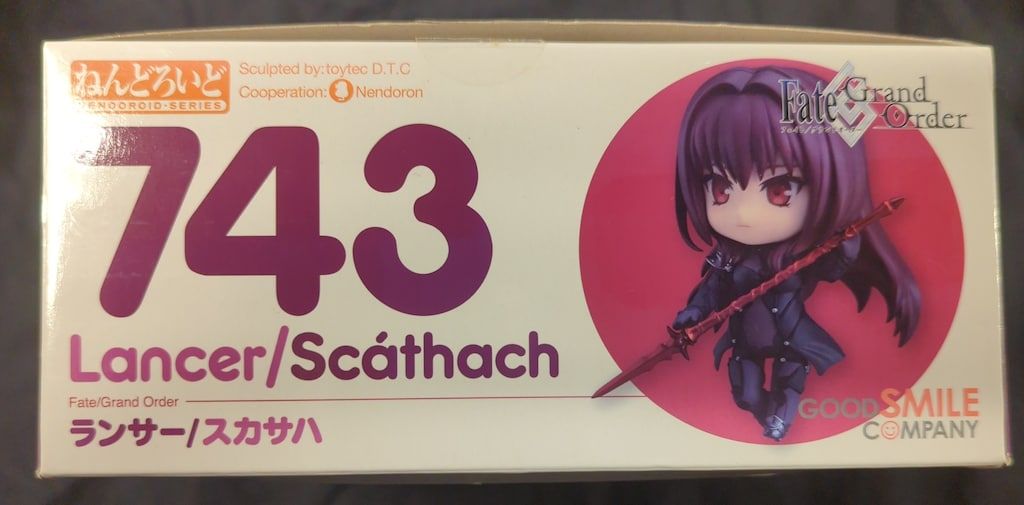 ねんどろいど
NENDOROID-SERIES
Sculpted by:toytec D.T.C
Cooperation: Nendoron
743
Lancer/Scáthach
Fate/Grand Order
ランサー/スカサハ
Fate Grand Order
GOOD SMILE
COMPANY